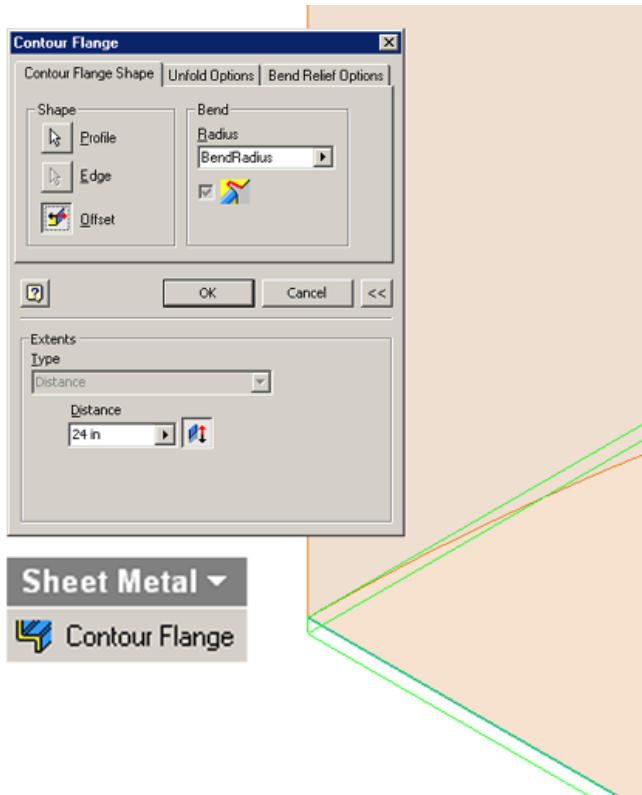 Contour Flange
Contour Flange Shape Unfold Options Bend Relief Options
Shape
Profile
Edge
Offset
Bend
Radius
BendRadius
OK Cancel <<
Extents
Type
Distance
Distance
24 in
Sheet Metal
Contour Flange